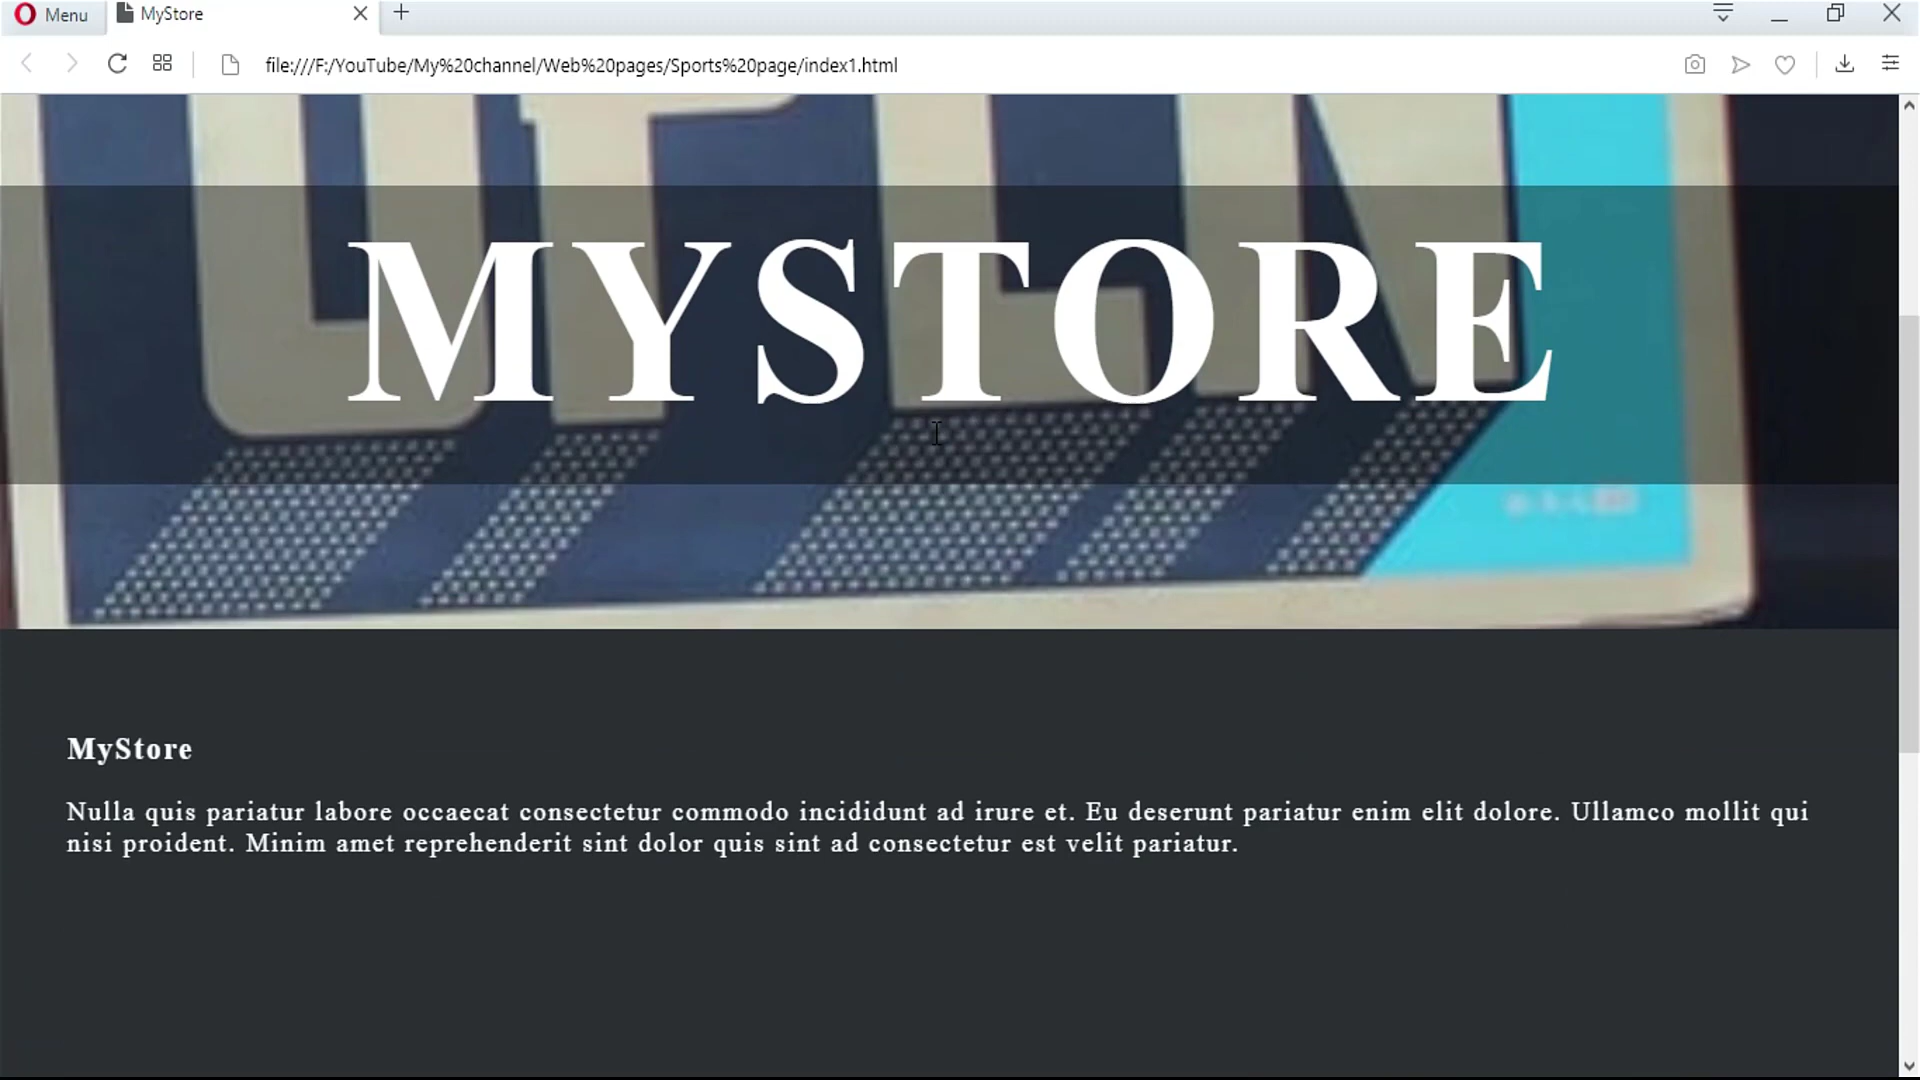 Menu
MyStore
file:///F:/YouTube/My%20channel/Web%20pages/Sports%20page/index1.html
OPEN
MYSTORE
MyStore
Nulla quis pariatur labore occaecat consectetur commodo incididunt ad irure et. Eu deserunt pariatur enim elit dolore. Ullamco mollit qui
nisi proident. Minim amet reprehenderit sint dolor quis sint ad consectetur est velit pariatur.